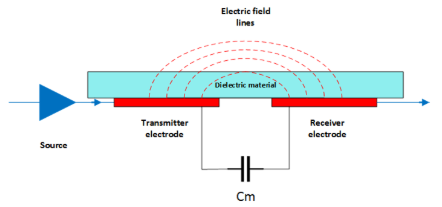 Electric field
lines
Dielectric material
Transmitter
electrode
Receiver
electrode
Source
Cm